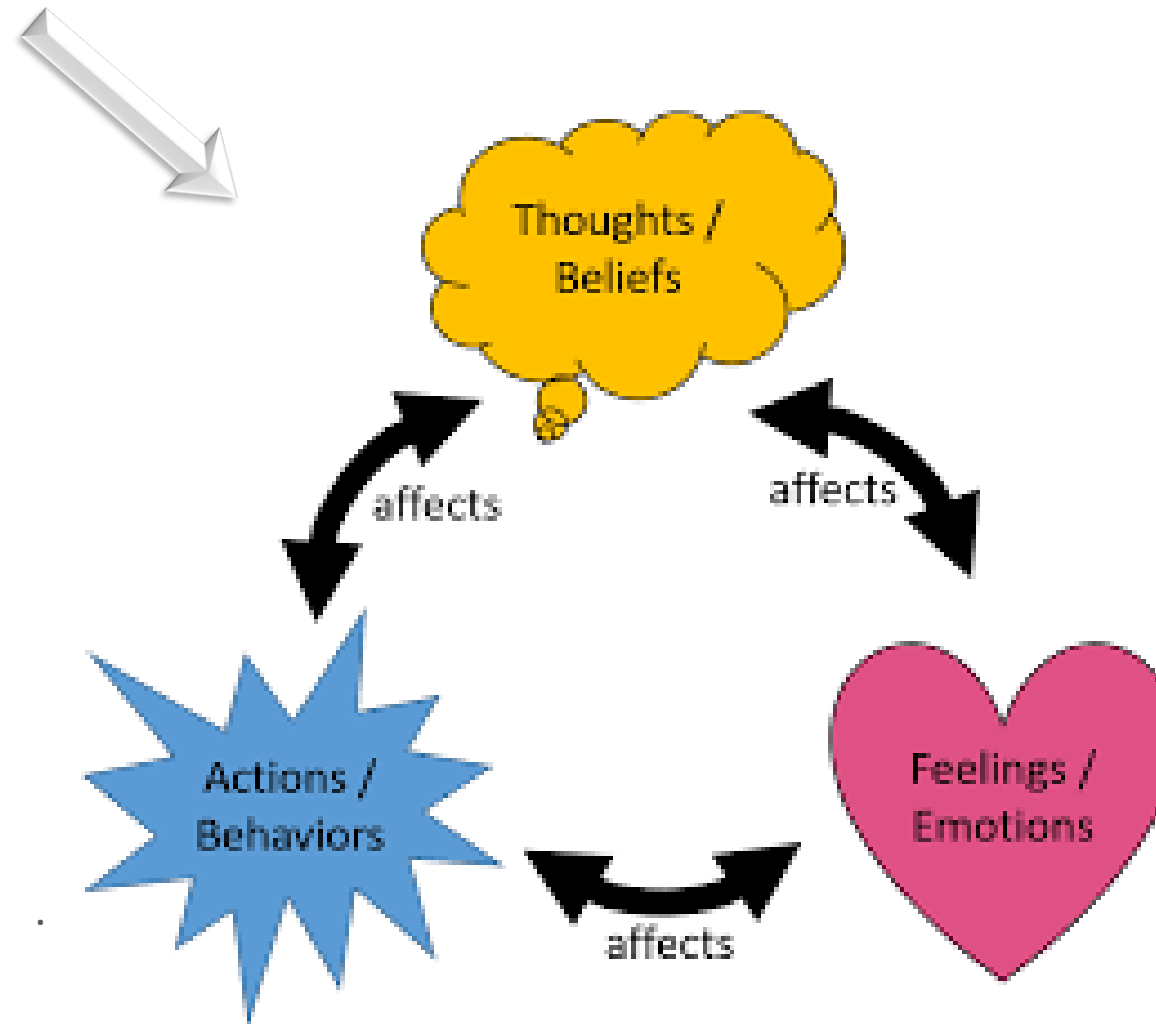 Thoughts /
Beliefs
affects
affects
Actions /
Behaviors
Feelings /
Emotions
affects